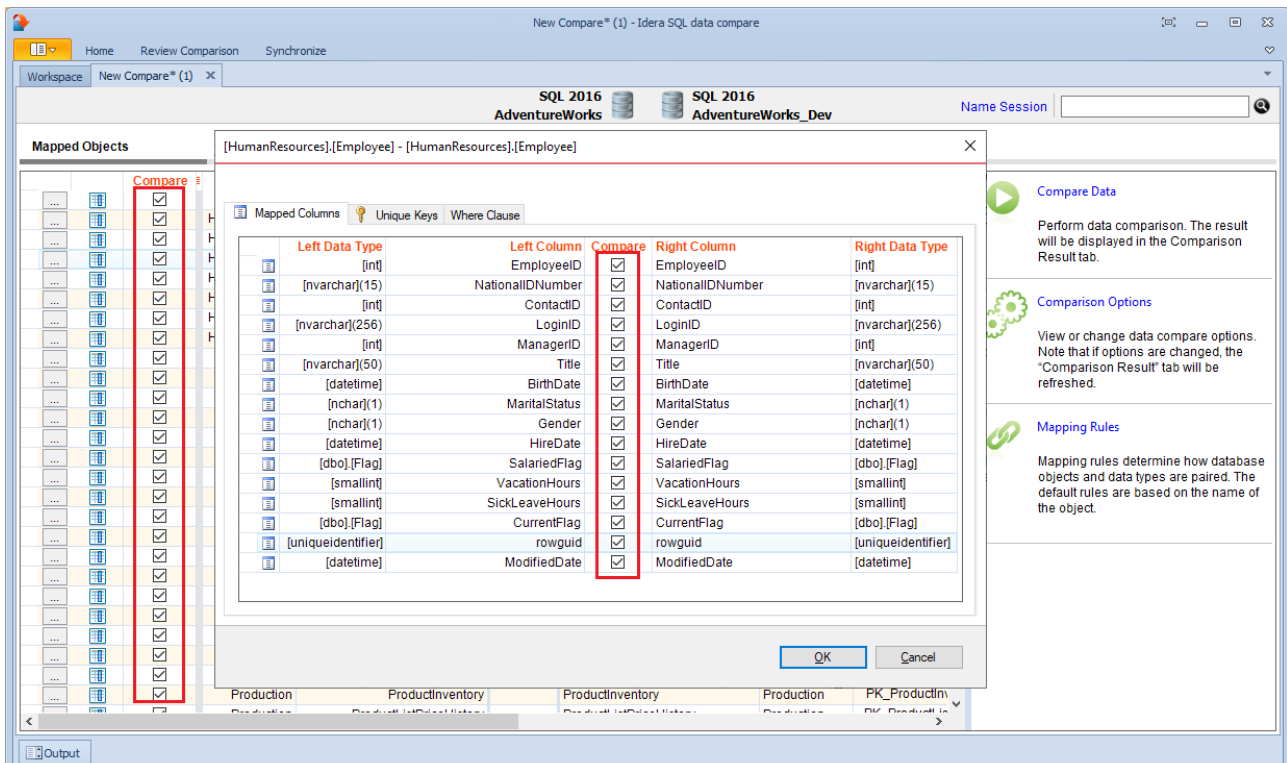 New Compare* (1) - Idera SQL data compare
Home Review Comparison Synchronize
Workspace New Compare* (1)
SQL 2016 SQL 2016
AdventureWorks AdventureWorks_Dev
Name Session
Mapped Objects
Compare
[HumanResources].[Employee] - [HumanResources].[Employee]
Mapped Columns Unique Keys Where Clause
Left Data Type Left Column Compare Right Column Right Data Type
[int] EmployeeID EmployeeID [int]
[nvarchar](15) NationalIDNumber NationalIDNumber [nvarchar](15)
[int] ContactID ContactID [int]
[nvarchar](256) LoginID LoginID [nvarchar](256)
[int] ManagerID ManagerID [int]
[nvarchar](50) Title Title [nvarchar](50)
[datetime] BirthDate BirthDate [datetime]
[nchar](1) MaritalStatus MaritalStatus [nchar](1)
[nchar](1) Gender Gender [nchar](1)
[datetime] HireDate HireDate [datetime]
[dbo].[Flag] SalariedFlag SalariedFlag [dbo].[Flag]
[smallint] VacationHours VacationHours [smallint]
[smallint] SickLeaveHours SickLeaveHours [smallint]
[dbo].[Flag] CurrentFlag CurrentFlag [dbo].[Flag]
[uniqueidentifier] rowguid rowguid [uniqueidentifier]
[datetime] ModifiedDate ModifiedDate [datetime]
OK Cancel
Production ProductInventory ProductInventory Production PK_ProductInv
Compare Data
Perform data comparison. The result
will be displayed in the Comparison
Result tab.
Comparison Options
View or change data compare options.
Note that if options are changed, the
“Comparison Result” tab will be
refreshed.
Mapping Rules
Mapping rules determine how database
objects and data types are paired. The
default rules are based on the name of
the object.
Output